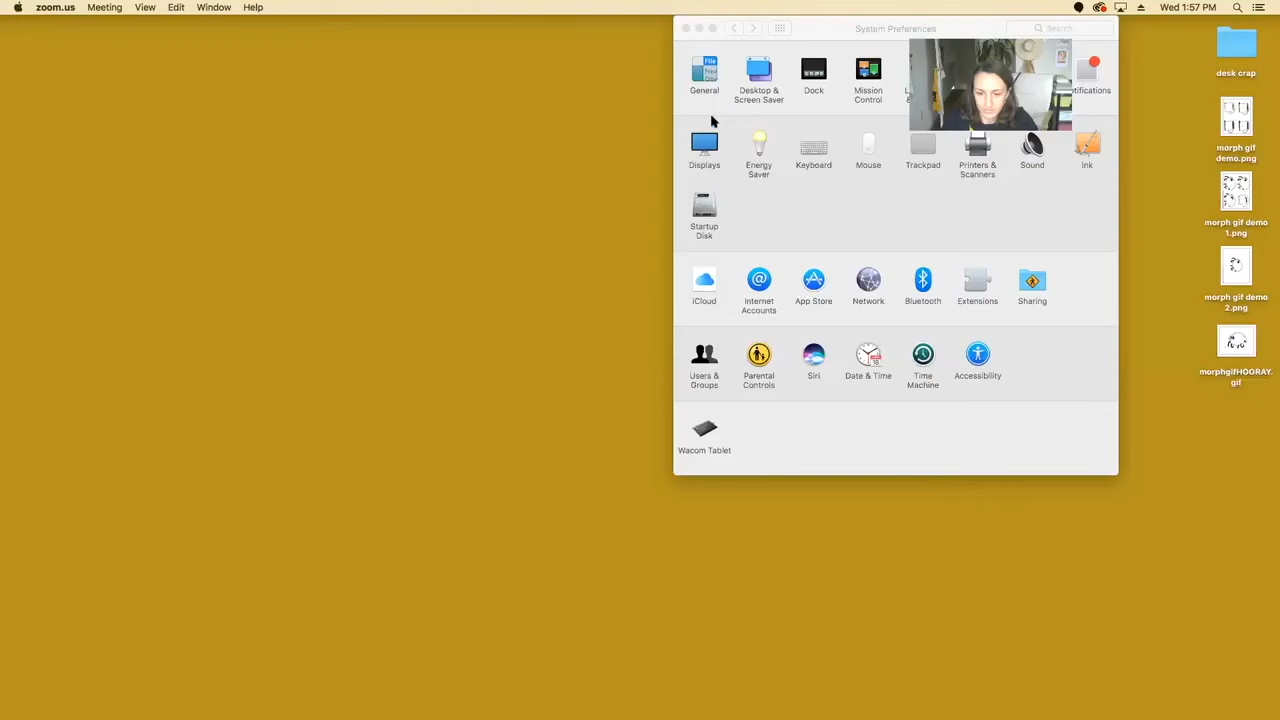 zoom.us Meeting View Edit Window Help
Wed 1:57 PM
System Preferences
Search
General
Desktop &
Screen Saver
Dock
Mission
Control
Displays
Energy
Saver
Keyboard
Mouse
Trackpad
Printers &
Scanners
Sound
Ink
Startup
Disk
iCloud
Internet
Accounts
App Store
Network
Bluetooth
Extensions
Sharing
Users &
Groups
Parental
Controls
Siri
Date & Time
Time
Machine
Accessibility
Wacom Tablet
desk crap
morph gif
demo.png
morph gif demo
1.png
morph gif demo
2.png
morphgifHOORAY.
gif